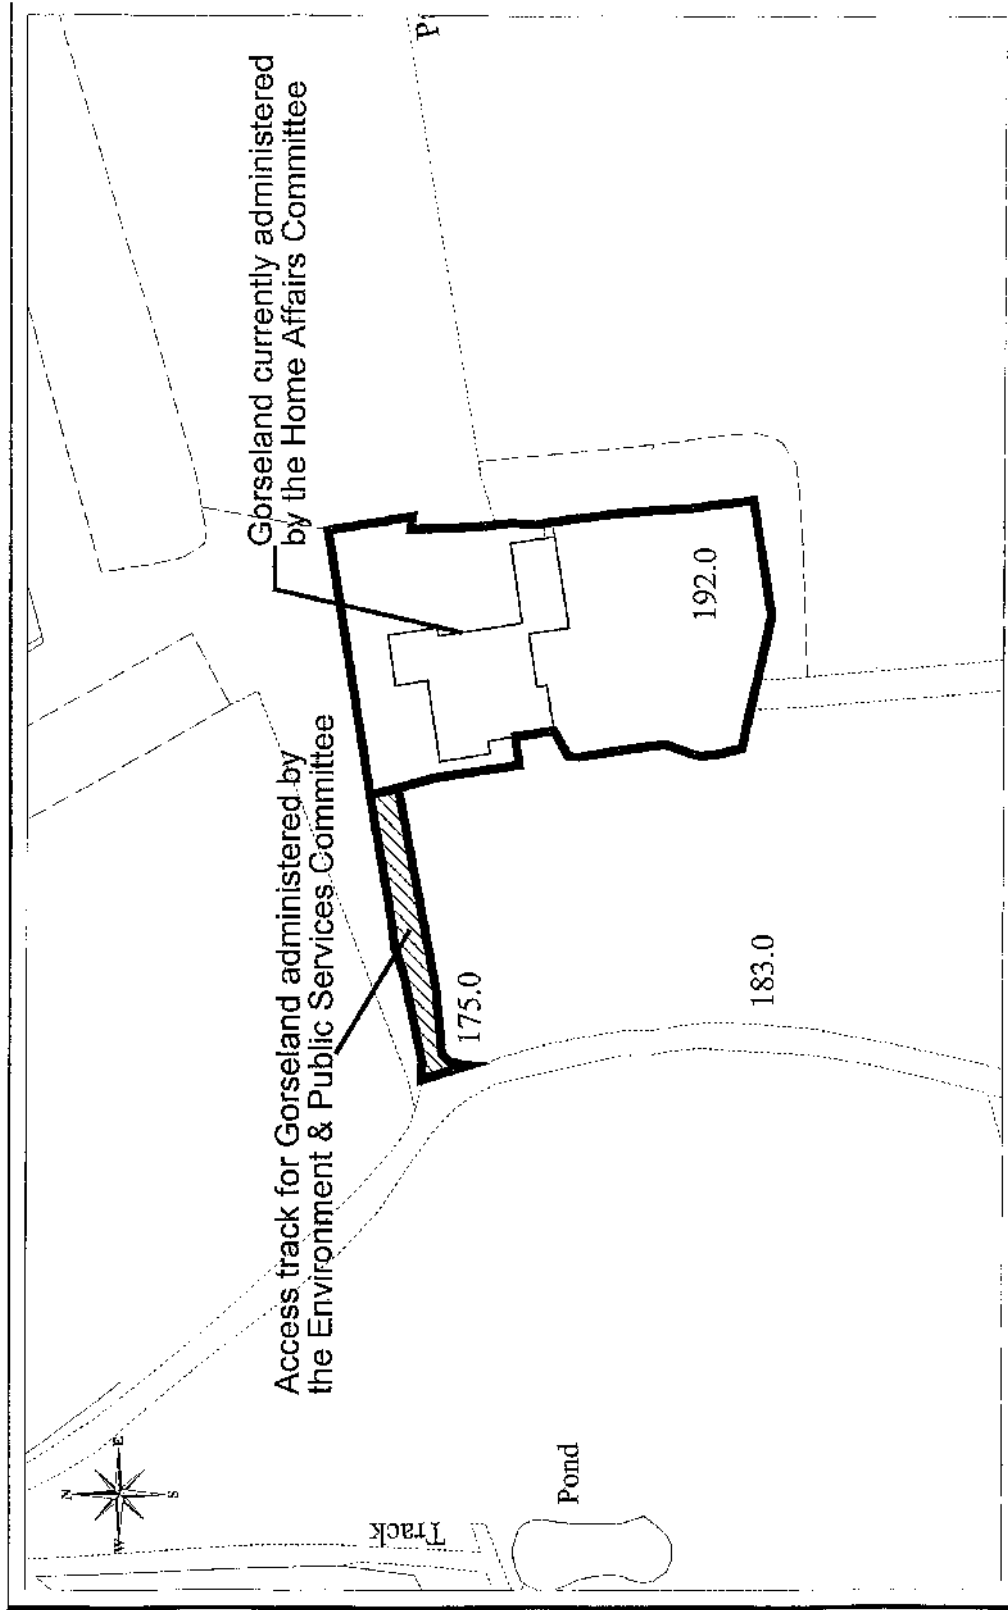 Gorseland currently administered
by the Home Affairs Committee
Access track for Gorseland administered by
the Environment & Public Services Committee
175.0
192.0
183.0
Pond
Track
N
E
S
W
P